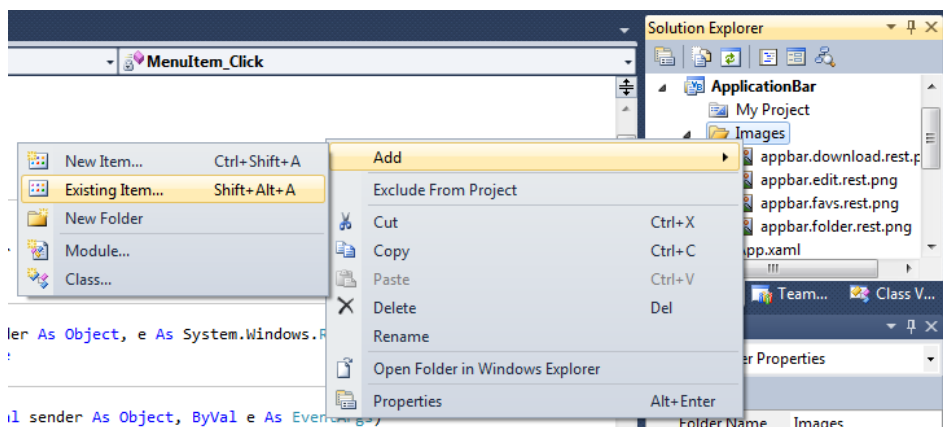 Solution Explorer
MenuItem_Click
ApplicationBar
My Project
Images
appbar.download.rest.p
appbar.edit.rest.png
appbar.favs.rest.png
appbar.folder.rest.png
pp.xaml
New Item... Ctrl+Shift+A
Existing Item... Shift+Alt+A
New Folder
Module...
Class...
Add
Exclude From Project
Cut Ctrl+X
Copy Ctrl+C
Paste Ctrl+V
Delete Del
Rename
Open Folder in Windows Explorer
Properties Alt+Enter
Team... Class V...
er Properties
Folder Name Images
der As Object, e As System.Windows.R
al sender As Object, ByVal e As EventArgs)